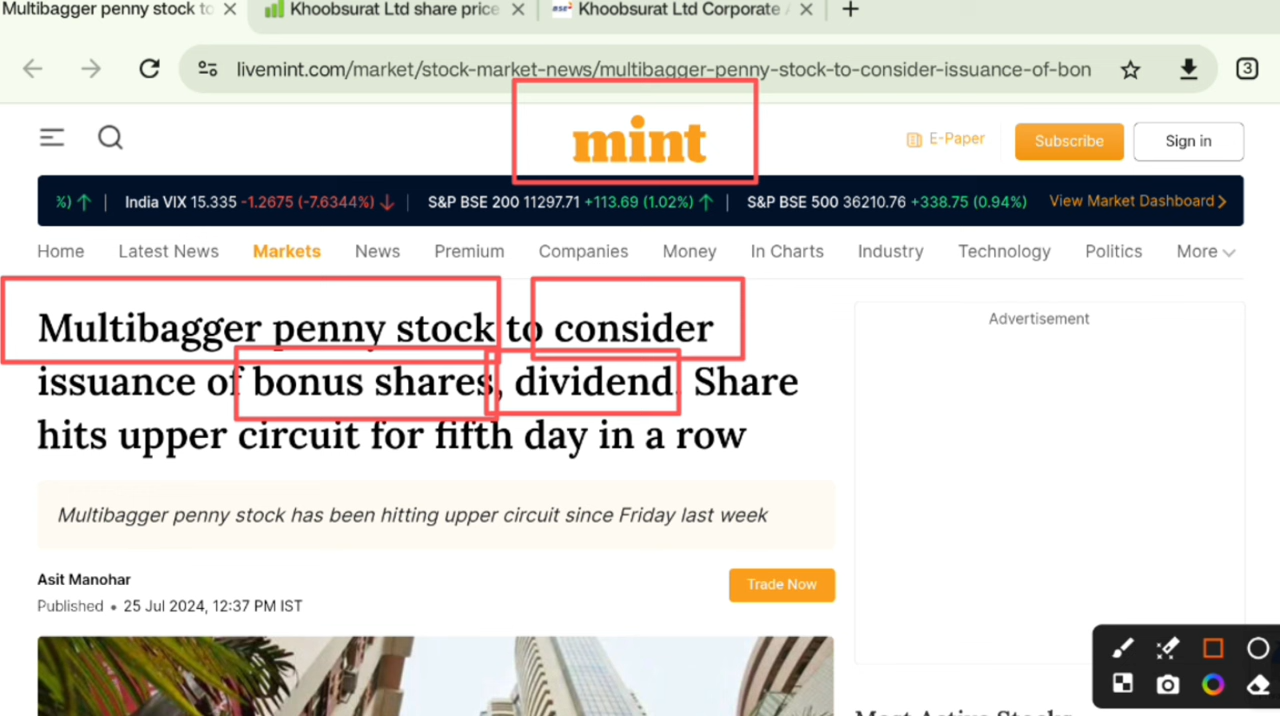 Multibagger penny stock to
Khoobsurat Ltd share price
BSE Khoobsurat Ltd Corporate
livemint.com/market/stock-market-news/multibagger-penny-stock-to-consider-issuance-of-bon
3
mint
E-Paper
Subscribe
Sign in
%) ↑ | India VIX 15.335 -1.2675 (-7.6344%) ↓ | S&P BSE 200 11297.71 +113.69 (1.02%) ↑ | S&P BSE 500 36210.76 +338.75 (0.94%) View Market Dashboard
Home Latest News Markets News Premium Companies Money In Charts Industry Technology Politics More
Multibagger penny stock to consider
issuance of bonus shares, dividend. Share
hits upper circuit for fifth day in a row
Advertisement
Multibagger penny stock has been hitting upper circuit since Friday last week
Asit Manohar
Published • 25 Jul 2024, 12:37 PM IST
Trade Now
Most Active Stocks